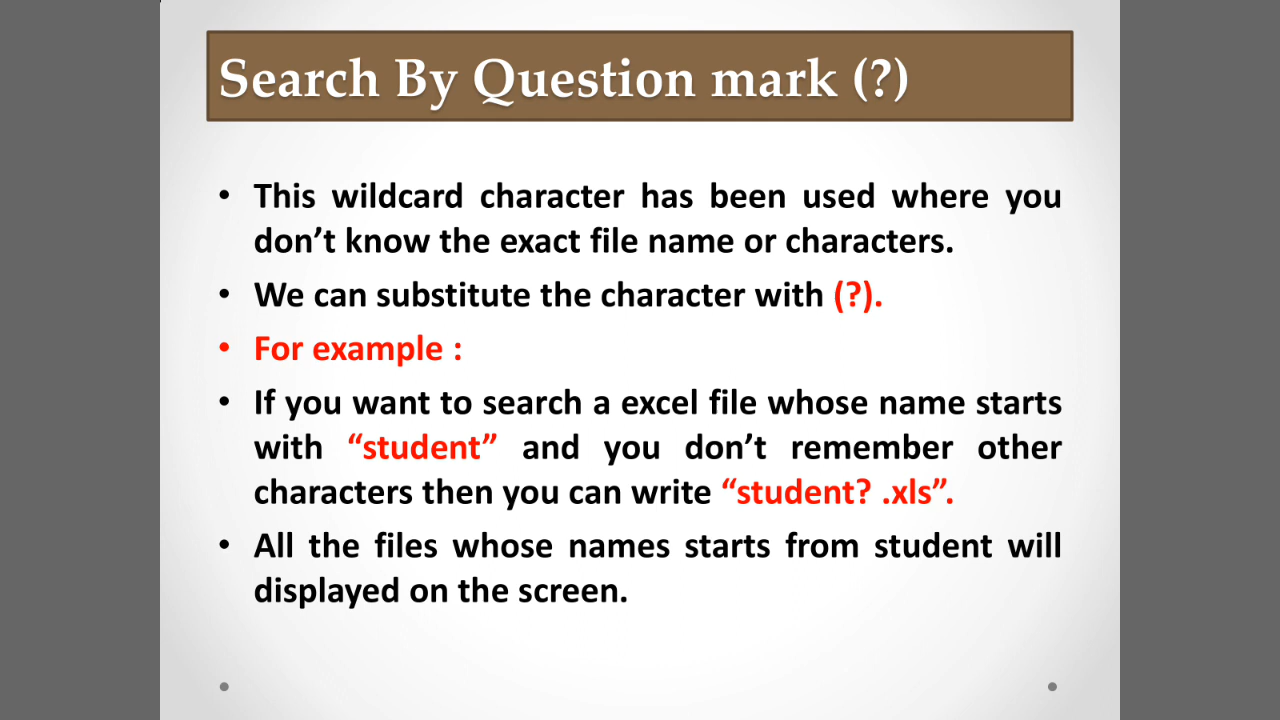 Search By Question mark (?)
• This wildcard character has been used where you
don’t know the exact file name or characters.
• We can substitute the character with (?).
• For example :
• If you want to search a excel file whose name starts
with “student” and you don’t remember other
characters then you can write “student? .xls”.
• All the files whose names starts from student will
displayed on the screen.